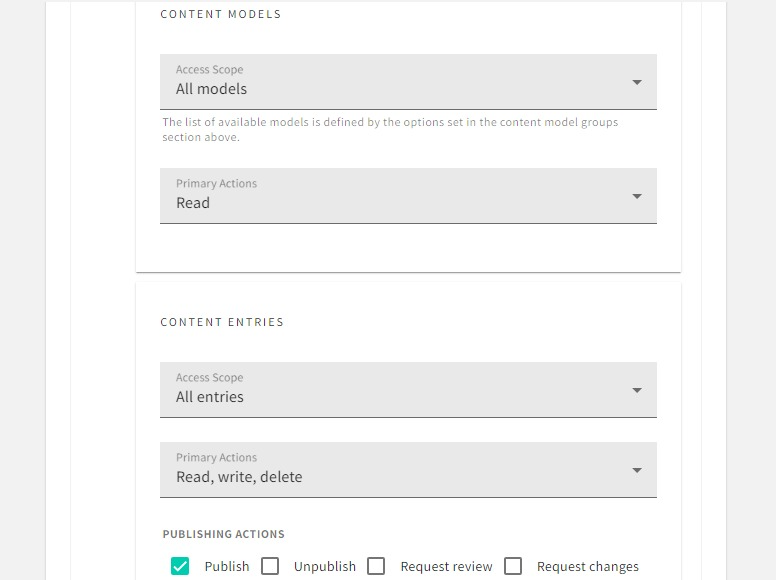 CONTENT MODELS
Access Scope
All models
The list of available models is defined by the options set in the content model groups
section above.
Primary Actions
Read
CONTENT ENTRIES
Access Scope
All entries
Primary Actions
Read, write, delete
PUBLISHING ACTIONS
Publish Unpublish Request review Request changes